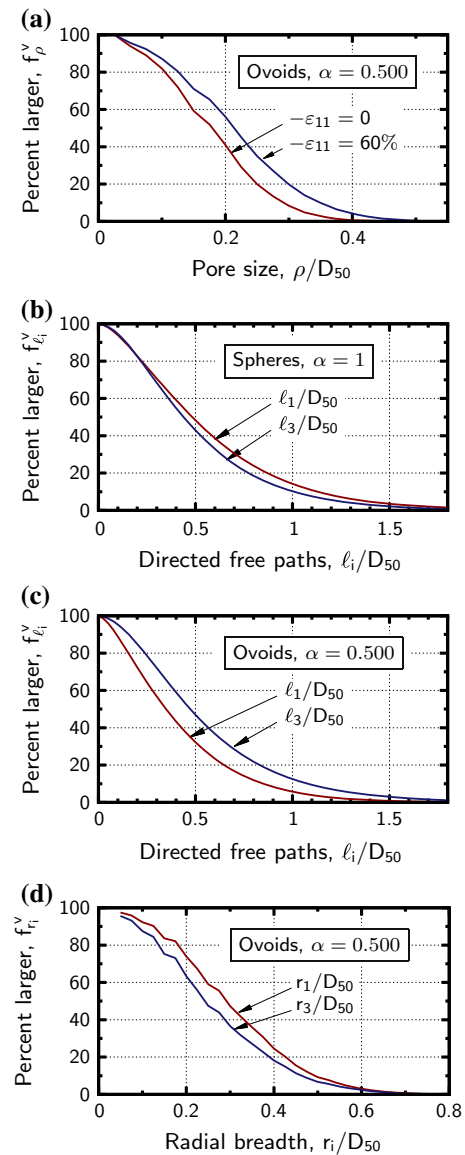 (a)
Percent larger, f^v_ρ
100
80
60
40
20
0
Ovoids, α = 0.500
−ε11 = 0
−ε11 = 60%
0 0.2 0.4
Pore size, ρ/D50
(b)
Percent larger, f^v_ℓi
100
80
60
40
20
0
Spheres, α = 1
ℓ1/D50
ℓ3/D50
0 0.5 1 1.5
Directed free paths, ℓi/D50
(c)
Percent larger, f^v_ℓi
100
80
60
40
20
0
Ovoids, α = 0.500
ℓ1/D50
ℓ3/D50
0 0.5 1 1.5
Directed free paths, ℓi/D50
(d)
Percent larger, f^v_ri
100
80
60
40
20
0
Ovoids, α = 0.500
r1/D50
r3/D50
0 0.2 0.4 0.6 0.8
Radial breadth, ri/D50